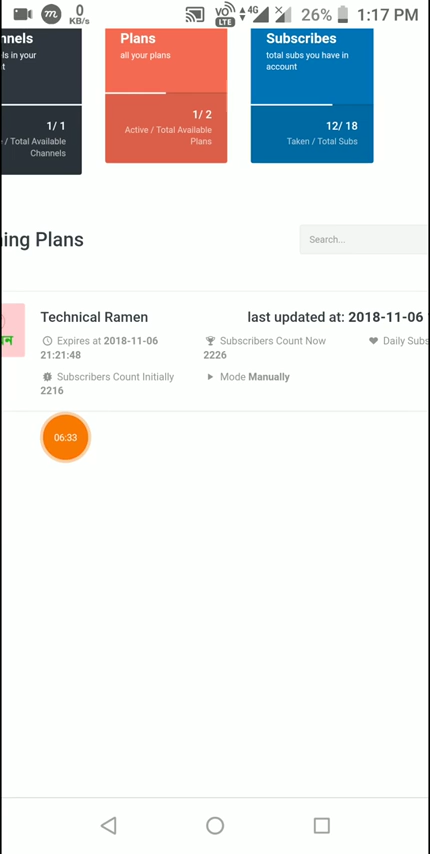 0
KB/s
VO
LTE
4G
26%
1:17 PM
nnels
ls in your
t
Plans
all your plans
Subscribes
total subs you have in
account
1/ 1
/ Total Available
Channels
1/ 2
Active / Total Available
Plans
12/ 18
Taken / Total Subs
ing Plans
Search...
Technical Ramen
last updated at: 2018-11-06
Expires at 2018-11-06
21:21:48
Subscribers Count Now
2226
Daily Subs
Subscribers Count Initially
2216
Mode Manually
06:33